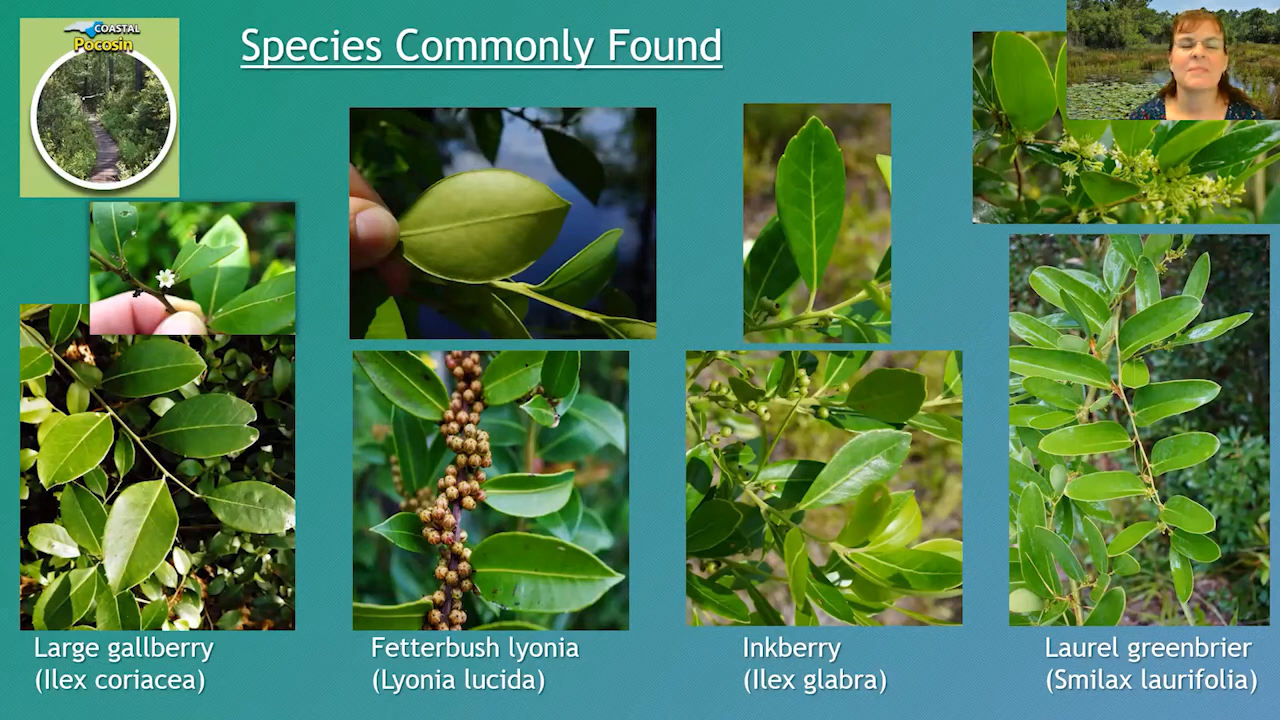 COASTAL
Pocosin
Species Commonly Found
Large gallberry
(Ilex coriacea)
Fetterbush lyonia
(Lyonia lucida)
Inkberry
(Ilex glabra)
Laurel greenbrier
(Smilax laurifolia)